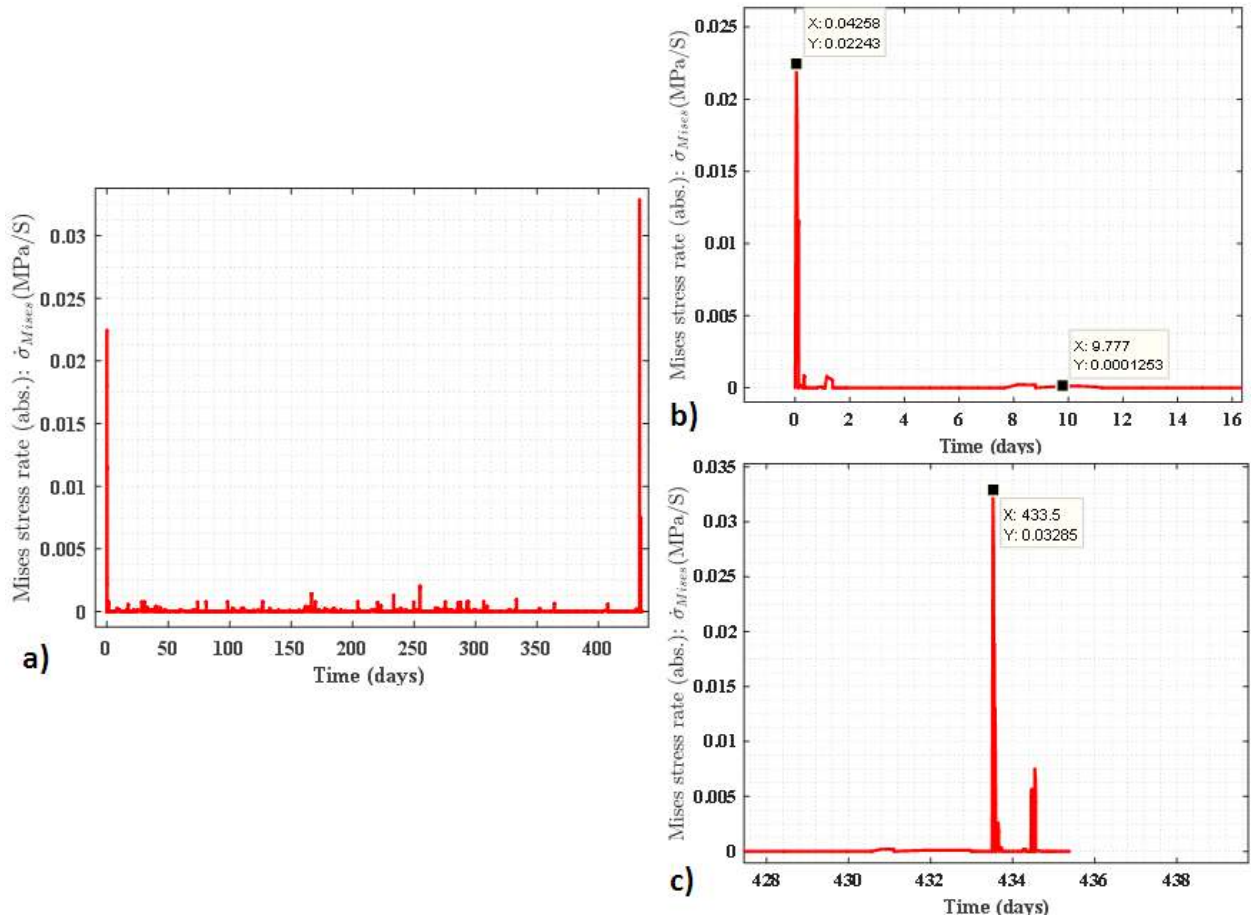 Mises stress rate (abs.): σ̇_Mises(MPa/S)
0.03
0.025
0.02
0.015
0.01
0.005
0
0 50 100 150 200 250 300 350 400
Time (days)
a)
Mises stress rate (abs.): σ̇_Mises(MPa/S)
0.025
0.02
0.015
0.01
0.005
0
X: 0.04258
Y: 0.02243
X: 9.777
Y: 0.0001253
0 2 4 6 8 10 12 14 16
Time (days)
b)
Mises stress rate (abs.): σ̇_Mises(MPa/S)
0.035
0.03
0.025
0.02
0.015
0.01
0.005
0
X: 433.5
Y: 0.03285
428 430 432 434 436 438
Time (days)
c)